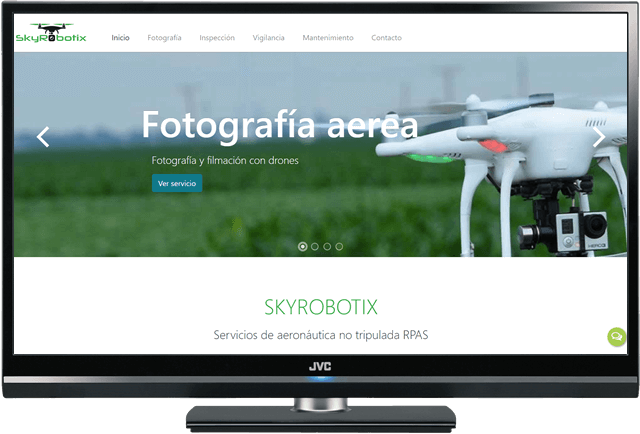 SkyRobotix
Inicio Fotografía Inspección Vigilancia Mantenimiento Contacto
Fotografía aerea
Fotografía y filmación con drones
Ver servicio
HERO3
SKYROBOTIX
Servicios de aeronáutica no tripulada RPAS
JVC